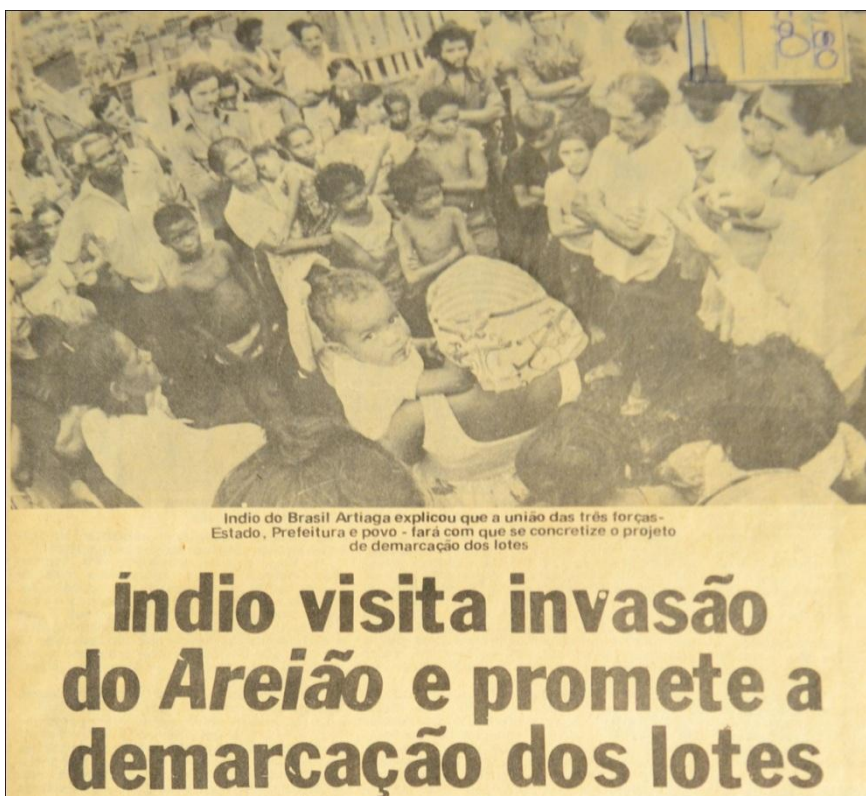 Indio do Brasil Artiaga explicou que a união das três forças-
Estado, Prefeitura e povo - fará com que se concretize o projeto
de demarcação dos lotes
Índio visita invasão
do Areião e promete a
demarcação dos lotes